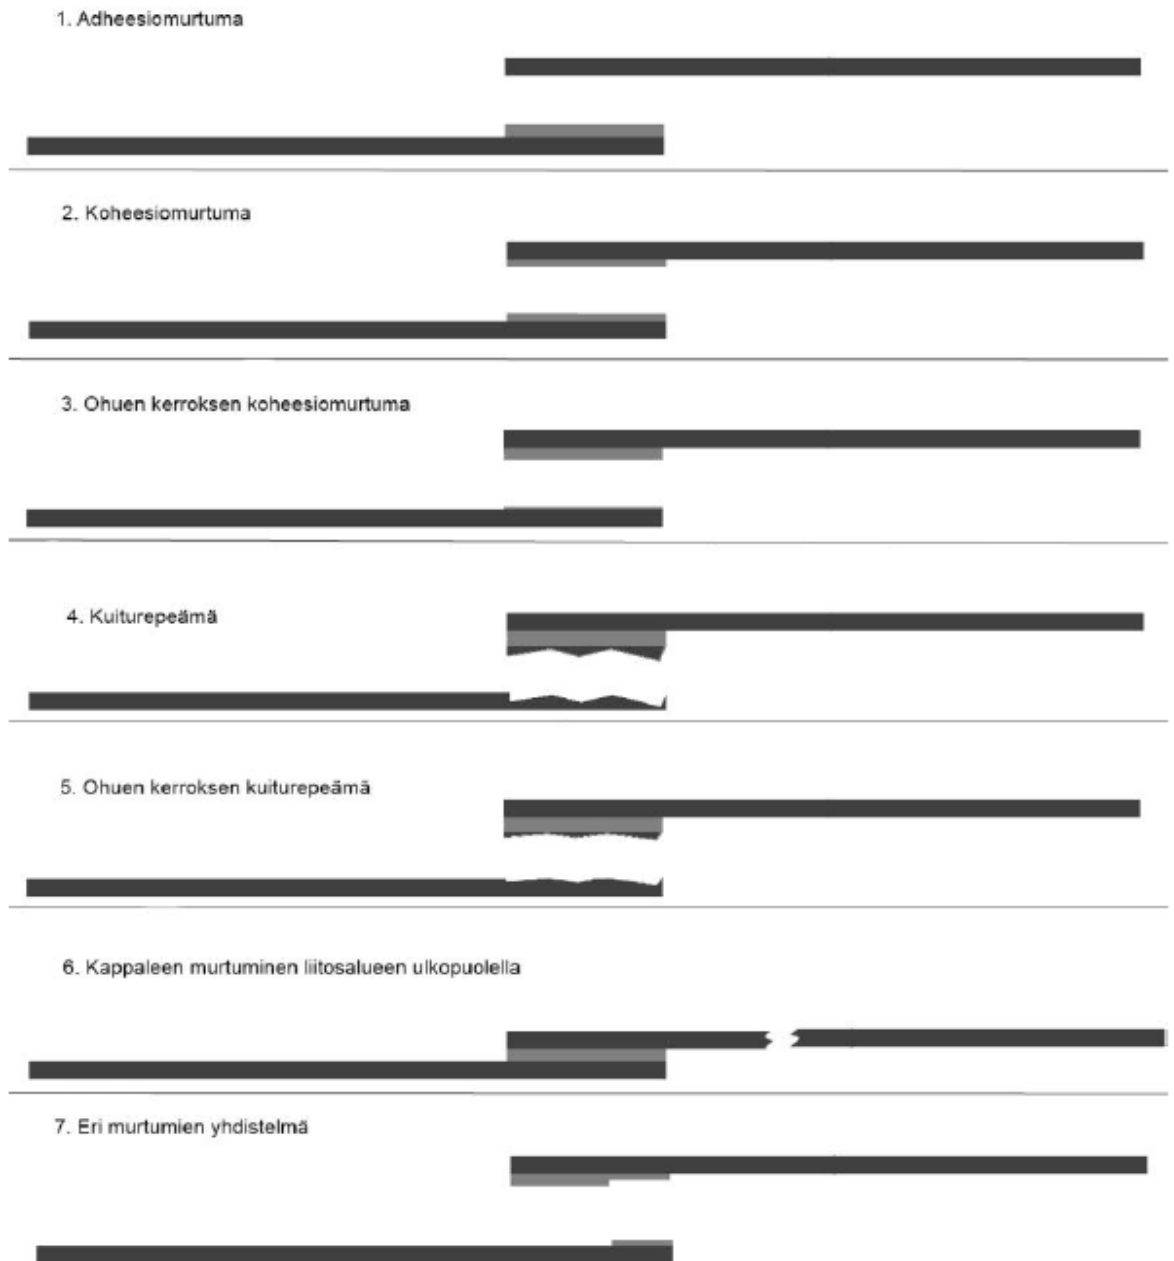 1. Adheesiomurtuma
2. Koheesiomurtuma
3. Ohuen kerroksen koheesiomurtuma
4. Kuiturepeämä
5. Ohuen kerroksen kuiturepeämä
6. Kappaleen murtuminen liitosalueen ulkopuolella
7. Eri murtumien yhdistelmä